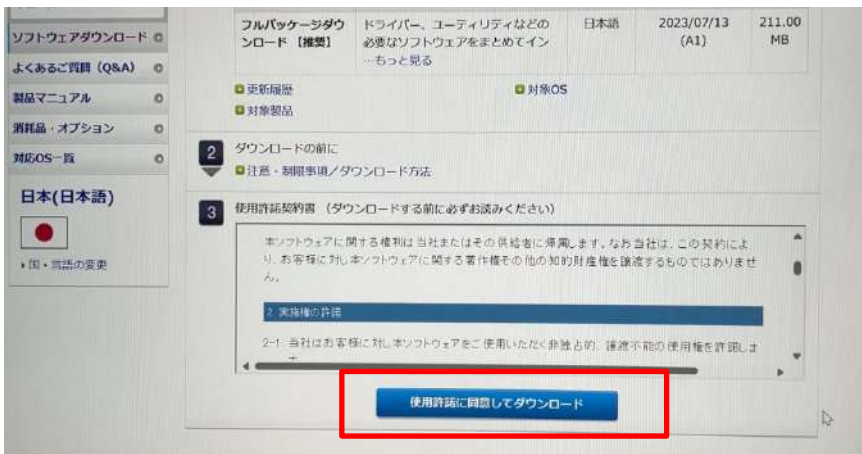 ソフトウェアダウンロード
よくあるご質問 (Q&A)
製品マニュアル
消耗品・オプション
対応OS一覧
日本(日本語)
国・言語の変更
フルパッケージダウ
ンロード 【推奨】
ドライバー、ユーティリティなどの
必要なソフトウェアをまとめてイン
…もっと見る
日本語
2023/07/13
(A1)
211.00
MB
更新履歴
対象OS
対象製品
2
ダウンロードの前に
注意・制限事項/ダウンロード方法
3
使用許諾契約書 (ダウンロードする前に必ずお読みください)
本ソフトウェアに関する権利は当社またはその供給者に帰属します。なお当社は、この契約によ
り、お客様に対し本ソフトウェアに関する著作権その他の知的財産権を譲渡するものではありませ
ん。
2. 実施権の許諾
2-1. 当社はお客様に対し本ソフトウェアをご使用いただく非独占的、譲渡不能の使用権を許諾しま
使用許諾に同意してダウンロード